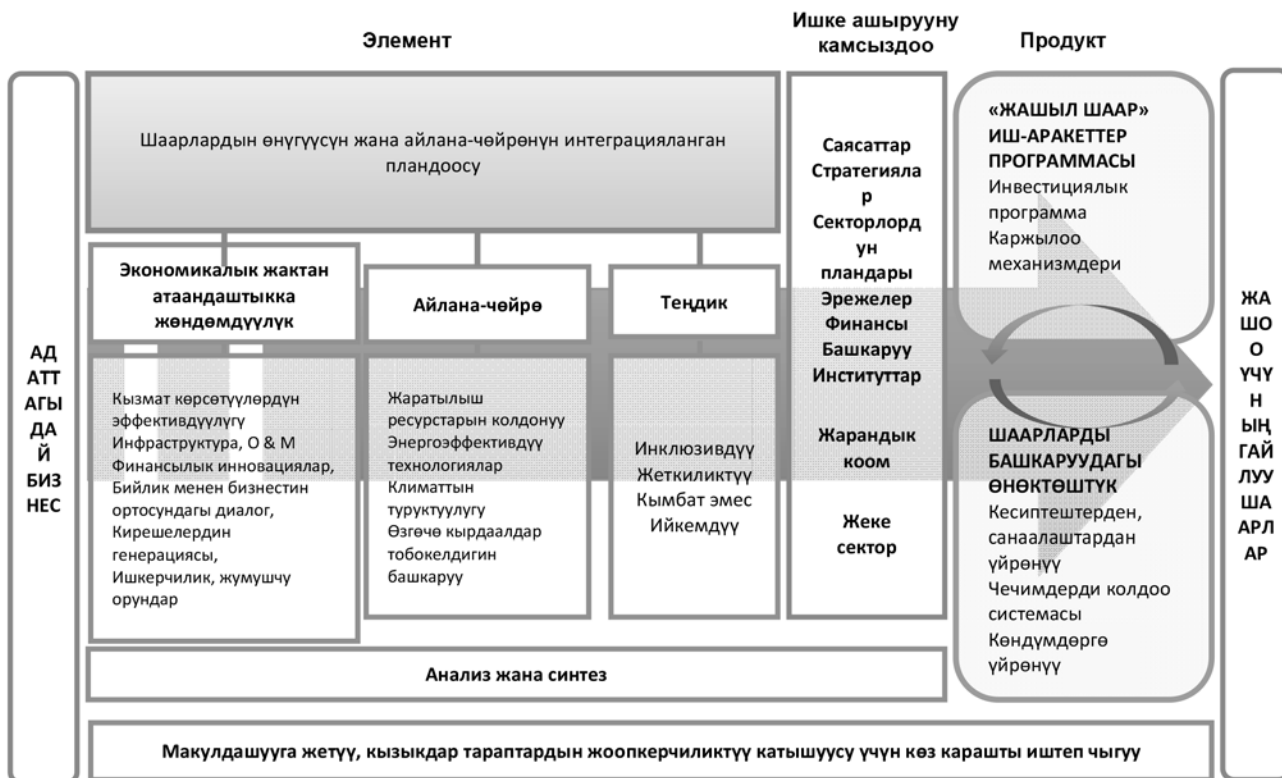 Элемент
Ишке ашырууну
камсыздоо
Продукт
АД
АТТ
АГЫ
ДА
Й
БИЗ
НЕС
Шаарлардын өнүгүүсүн жана айлана-чөйрөнүн интеграцияланган
пландоосу
Экономикалык жактан
атаандаштыкка
жөндөмдүүлүк
Айлана-чөйрө
Теңдик
Кызмат көрсөтүүлөрдүн
эффективдүүлүгү
Инфраструктура, О & М
Финансылык инновациялар,
Бийлик менен бизнестин
ортосундагы диалог,
Кирешелердин
генерациясы,
Ишкерчилик, жумушчу
орундар
Жаратылыш
ресурстарын колдонуу
Энергоэффективдүү
технологиялар
Климаттын
туруктуулугу
Өзгөчө кырдаалдар
тобокелдигин
башкаруу
Инклюзивдүү
Жеткиликтүү
Кымбат эмес
Ийкемдүү
Саясаттар
Стратегияла
р
Секторлорд
ун
пландары
Эрежелер
Финансы
Башкаруу
Институттар
Жарандык
коом
Жеке
сектор
«ЖАШЫЛ ШААР»
ИШ-АРАКЕТТЕР
ПРОГРАММАСЫ
Инвестициялык
программа
Каржылоо
механизмдери
ШААРЛАРДЫ
БАШКАРУУДАГЫ
ӨНӨКТӨШТҮК
Кесиптештерден,
санаалаштардан
үйрөнүү
Чечимдерди колдоо
системасы
Көндүмдөргө
үйрөнүү
ЖА
ШО
О
ҮЧҮ
Н
ЫҢ
ГАЙ
ЛУУ
ША
АРЛ
АР
Анализ жана синтез
Макулдашууга жетүү, кызыкдар тараптардын жоопкерчиликтүү катышуусу үчүн көз карашты иштеп чыгуу